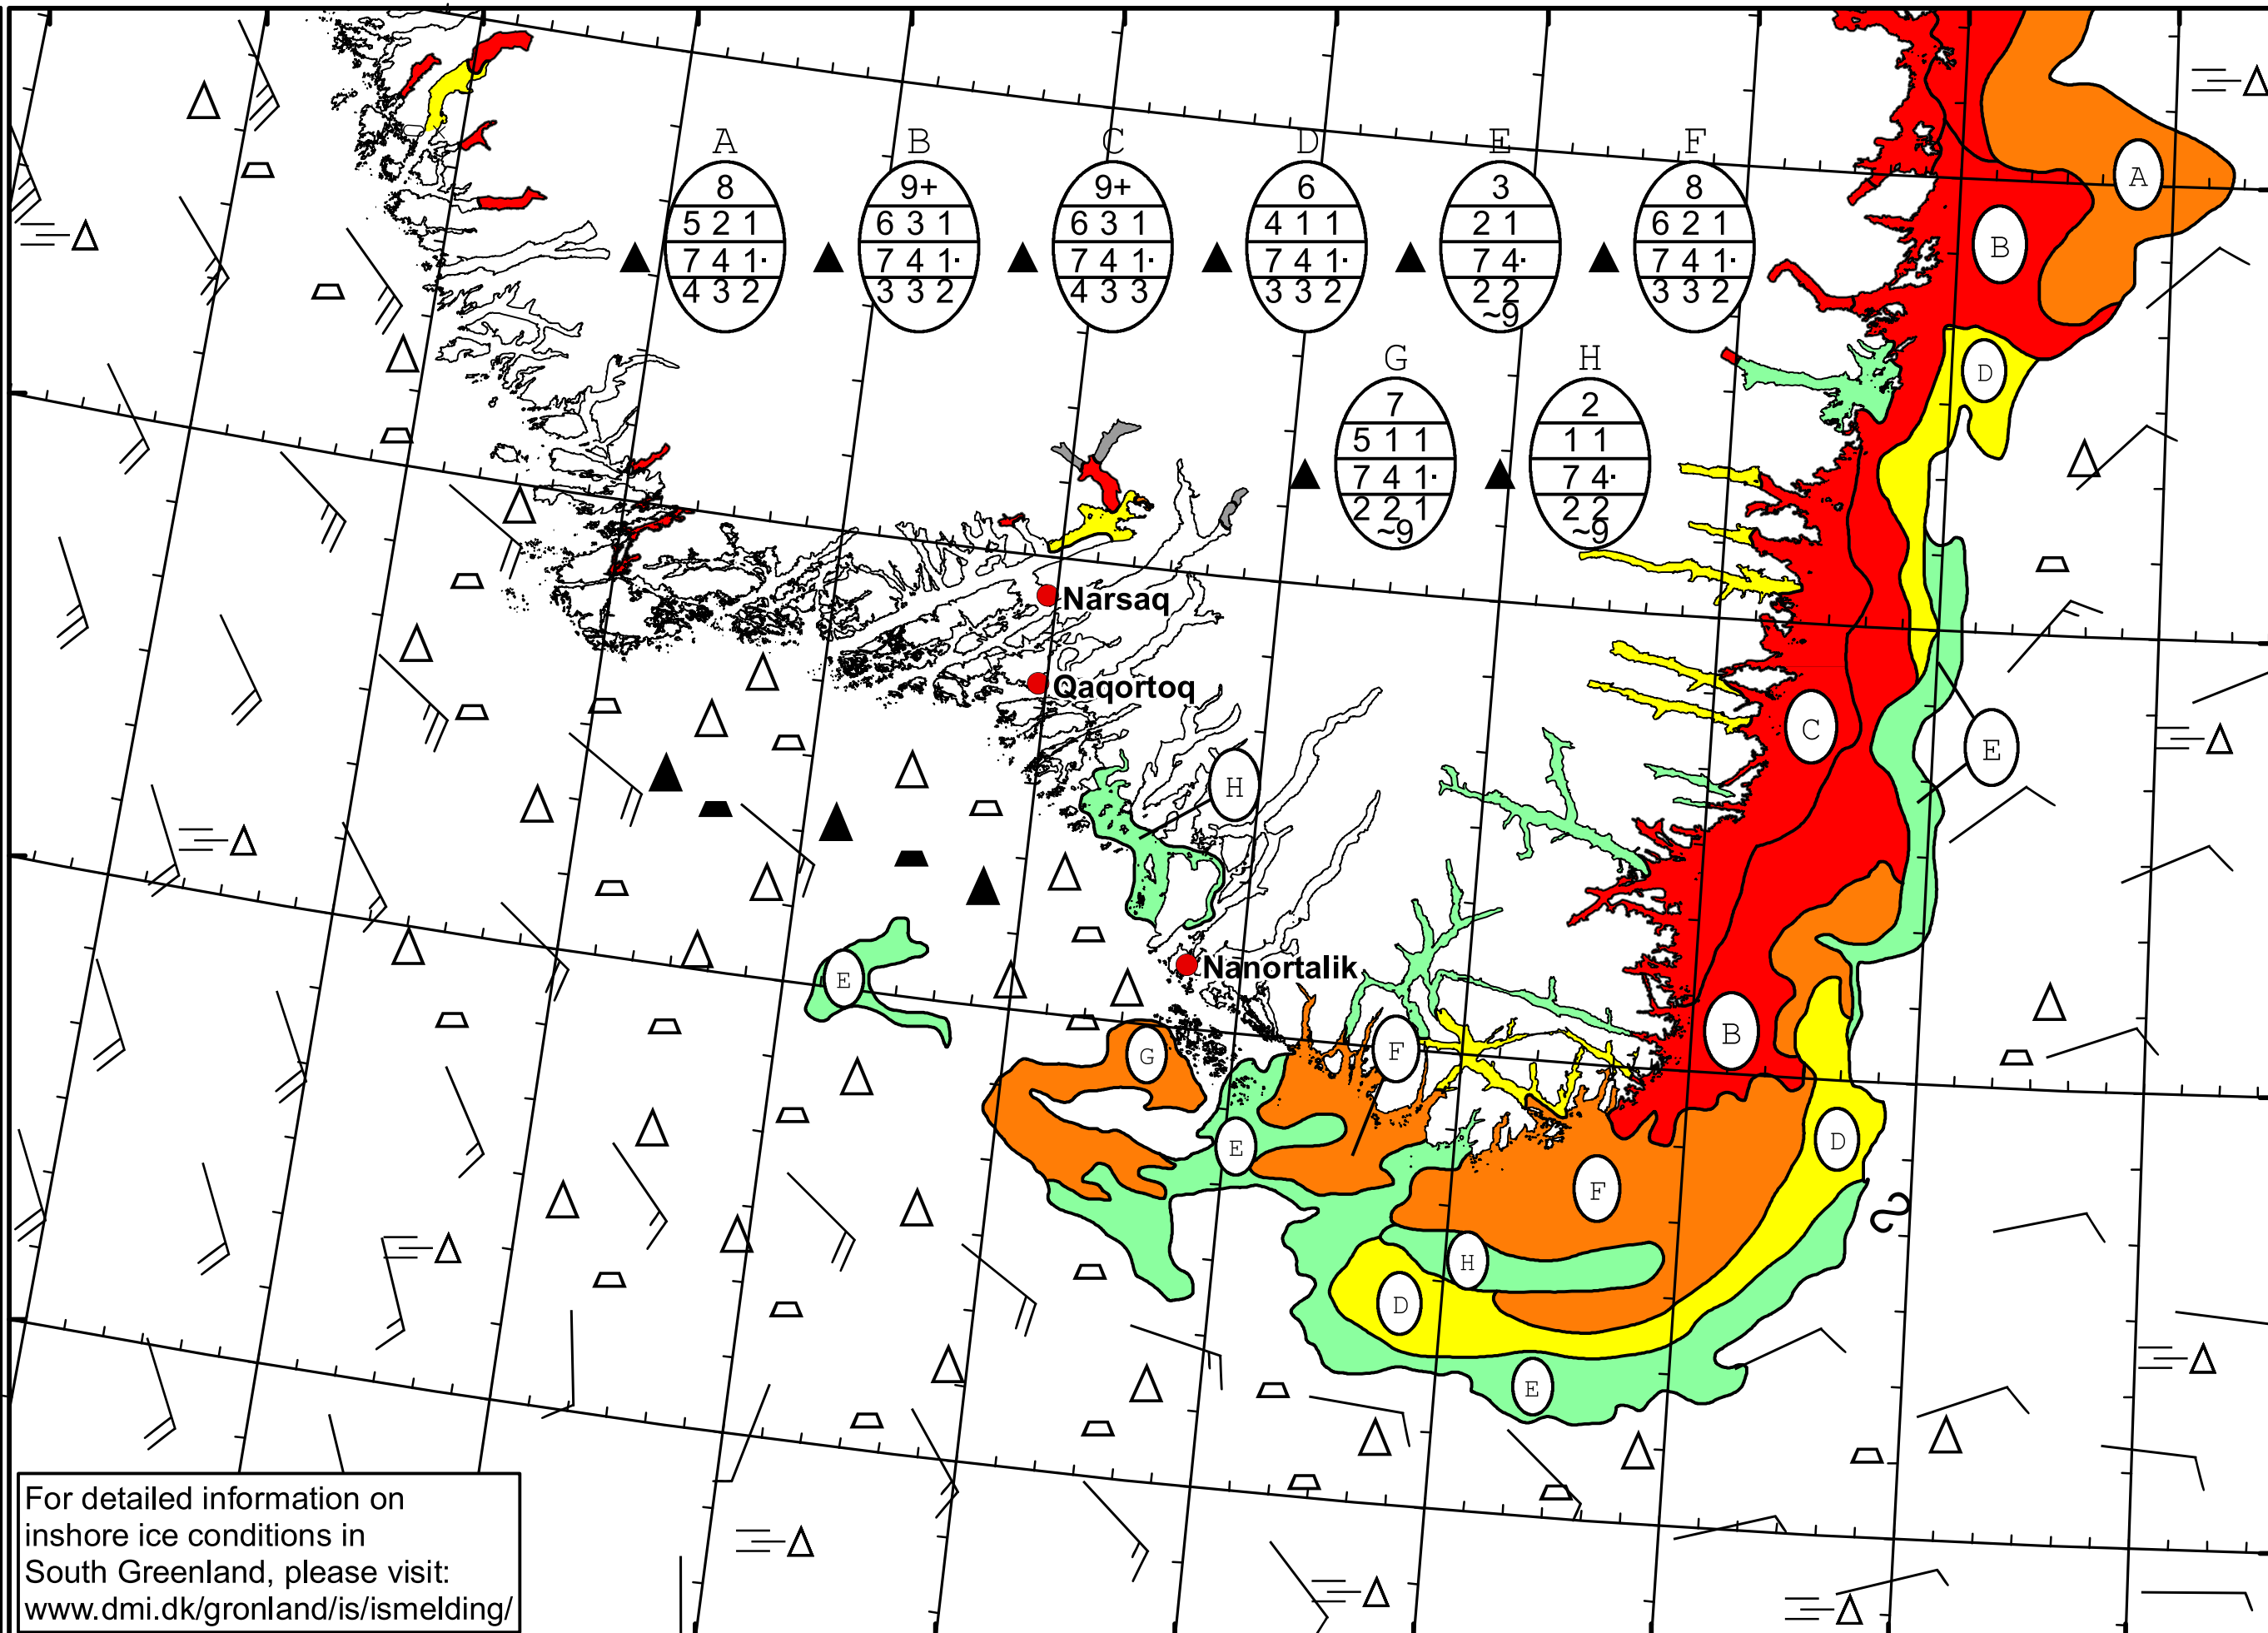 A B C D E F
8 9+ 9+ 6 3 8
5 2 1 6 3 1 6 3 1 4 1 1 2 1 6 2 1
7 4 1· 7 4 1· 7 4 1· 7 4 1· 7 4· 7 4 1·
4 3 2 3 3 2 4 3 3 3 3 2 2 2 3 3 2
~9
A
B
G H
D
7 2
5 1 1 1 1
7 4 1· 7 4·
2 2 1 2 2
~9 ~9
Narsaq
Qaqortoq
C
E
H
Nanortalik
E
B
F
G
D
E
F
H
D
E
For detailed information on
inshore ice conditions in
South Greenland, please visit:
www.dmi.dk/gronland/is/ismelding/